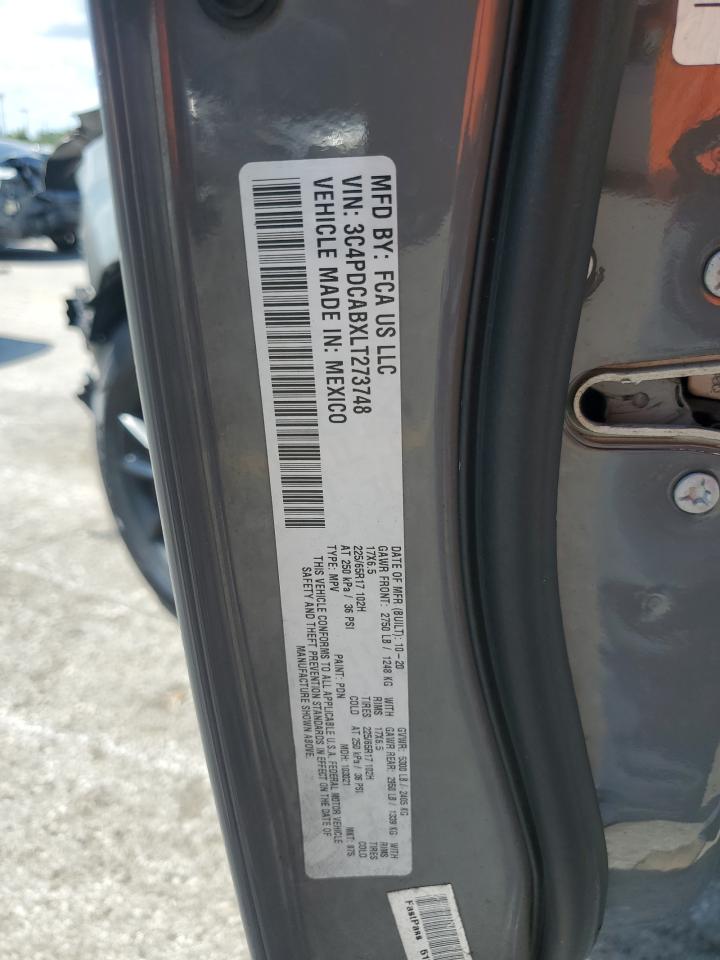 MFD BY: FCA US LLC
VIN: 3C4PDCABXLT273748
VEHICLE MADE IN: MEXICO
DATE OF MFR (BUILT): 10-20 GVWR: 5300 LB / 2405 KG
GAWR FRONT: 2750 LB / 1248 KG WITH GAWR REAR: 2950 LB / 1339 KG WITH
17X6.5 RIMS 17X6.5 RIMS
225/65R17 102H TIRES 225/65R17 102H TIRES
AT 250 kPa / 36 PSI COLD AT 250 kPa / 36 PSI COLD
TYPE: MPV PAINT: PDN MDH: 103021 MKT: #75
THIS VEHICLE CONFORMS TO ALL APPLICABLE U.S.A. FEDERAL MOTOR VEHICLE
SAFETY AND THEFT PREVENTION STANDARDS IN EFFECT ON THE DATE OF
MANUFACTURE SHOWN ABOVE.
FastPass